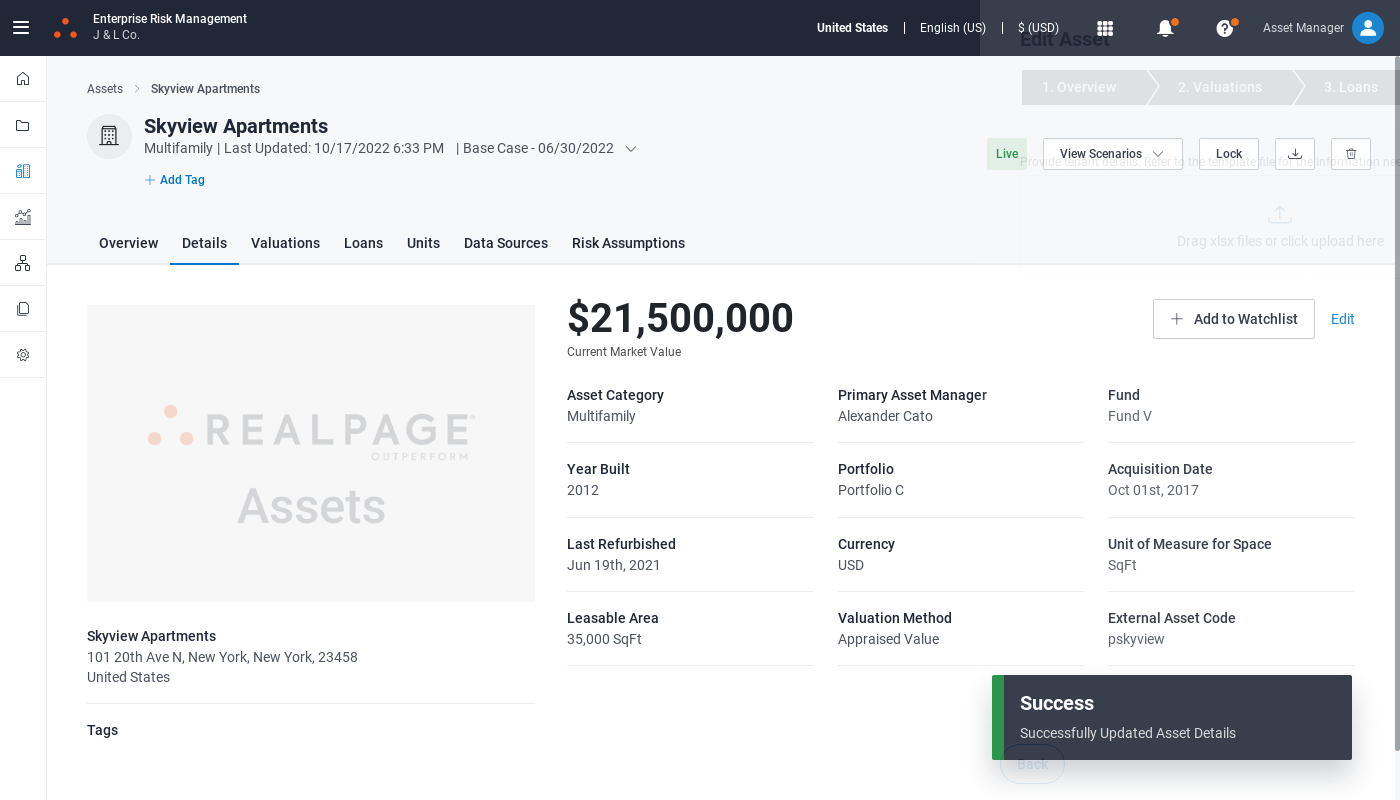 Enterprise Risk Management
J & L Co.
United States | English (US) | $ (USD)
Asset Manager
Edit Asset
1. Overview
2. Valuations
3. Loans
Assets
Skyview Apartments
Skyview Apartments
Multifamily | Last Updated: 10/17/2022 6:33 PM | Base Case - 06/30/2022
Live
View Scenarios
Lock
Provide tenant details. Refer to the template file for the information nee
Add Tag
Drag xlsx files or click upload here
Overview
Details
Valuations
Loans
Units
Data Sources
Risk Assumptions
REALPAGE®
OUTPERFORM
Assets
$21,500,000
Current Market Value
Add to Watchlist
Edit
Asset Category
Multifamily
Primary Asset Manager
Alexander Cato
Fund
Fund V
Year Built
2012
Portfolio
Portfolio C
Acquisition Date
Oct 01st, 2017
Last Refurbished
Jun 19th, 2021
Currency
USD
Unit of Measure for Space
SqFt
Leasable Area
35,000 SqFt
Valuation Method
Appraised Value
External Asset Code
pskyview
Skyview Apartments
101 20th Ave N, New York, New York, 23458
United States
Tags
Success
Successfully Updated Asset Details
Back